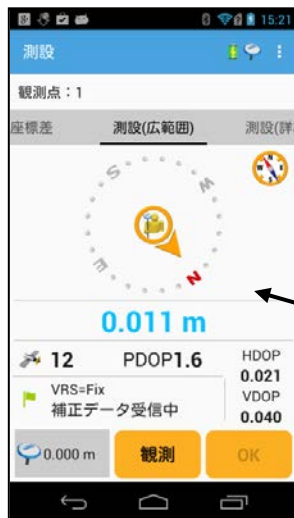 15:21
測設
観測点：1
座標差 測設(広範囲) 測設(詳
S
W
E
N
0.011 m
12 PDOP1.6 HDOP
0.021
VRS=Fix VDOP
補正データ受信中 0.040
0.000 m 観測 OK